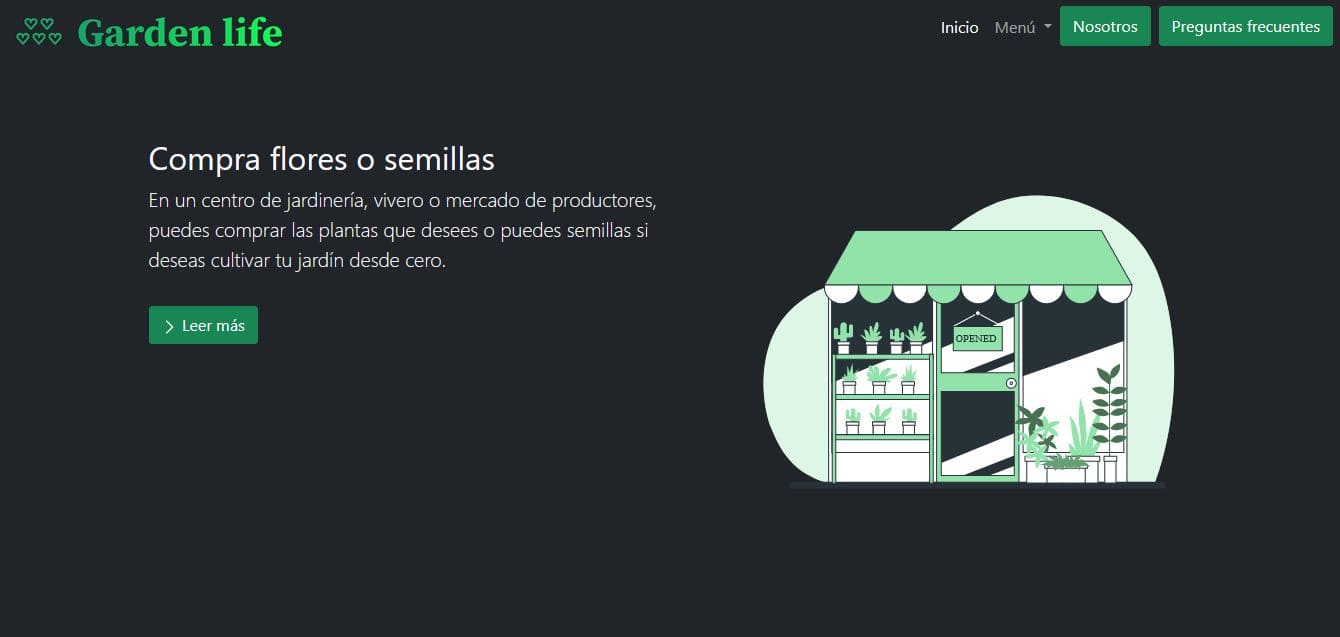 Garden life
Inicio
Menú
Nosotros
Preguntas frecuentes
Compra flores o semillas
En un centro de jardinería, vivero o mercado de productores,
puedes comprar las plantas que desees o puedes semillas si
deseas cultivar tu jardín desde cero.
Leer más
OPENED